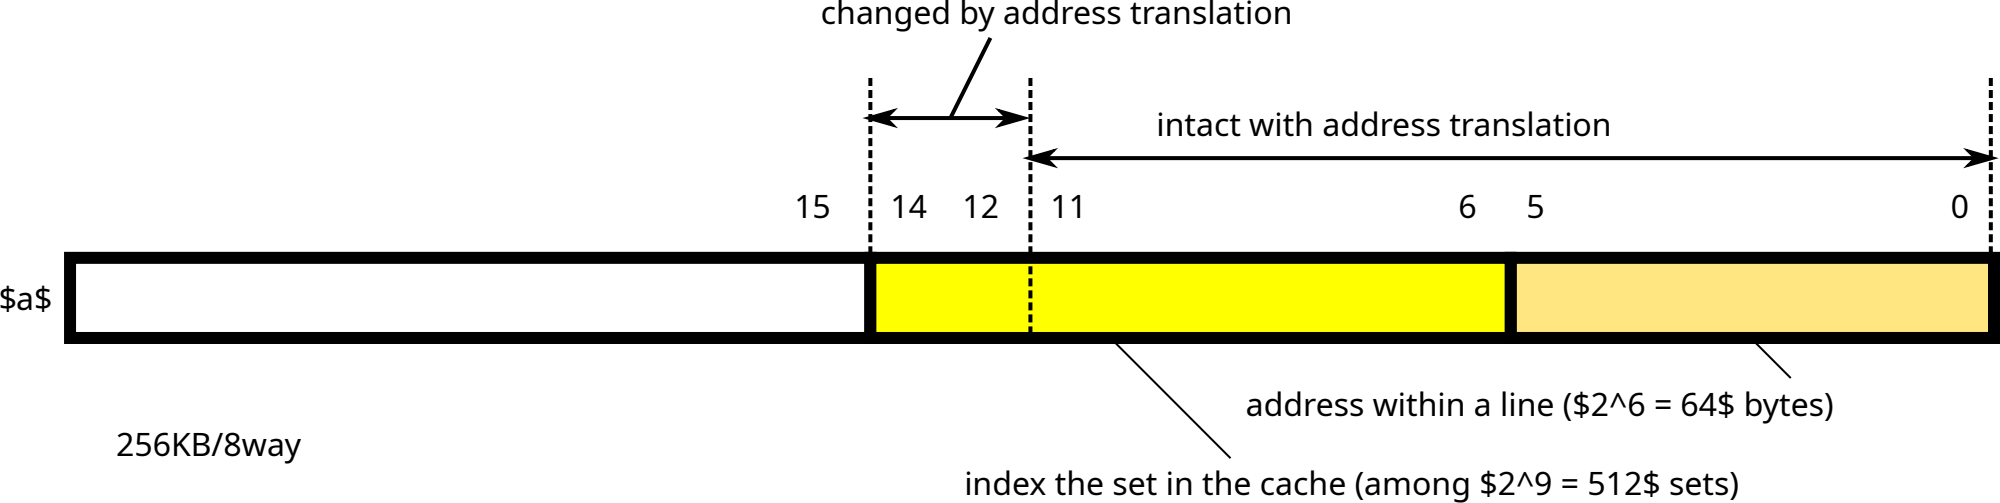 changed by address translation
intact with address translation
15 14 12 11 6 5 0
$a$
address within a line ($2^6 = 64$ bytes)
256KB/8way
index the set in the cache (among $2^9 = 512$ sets)